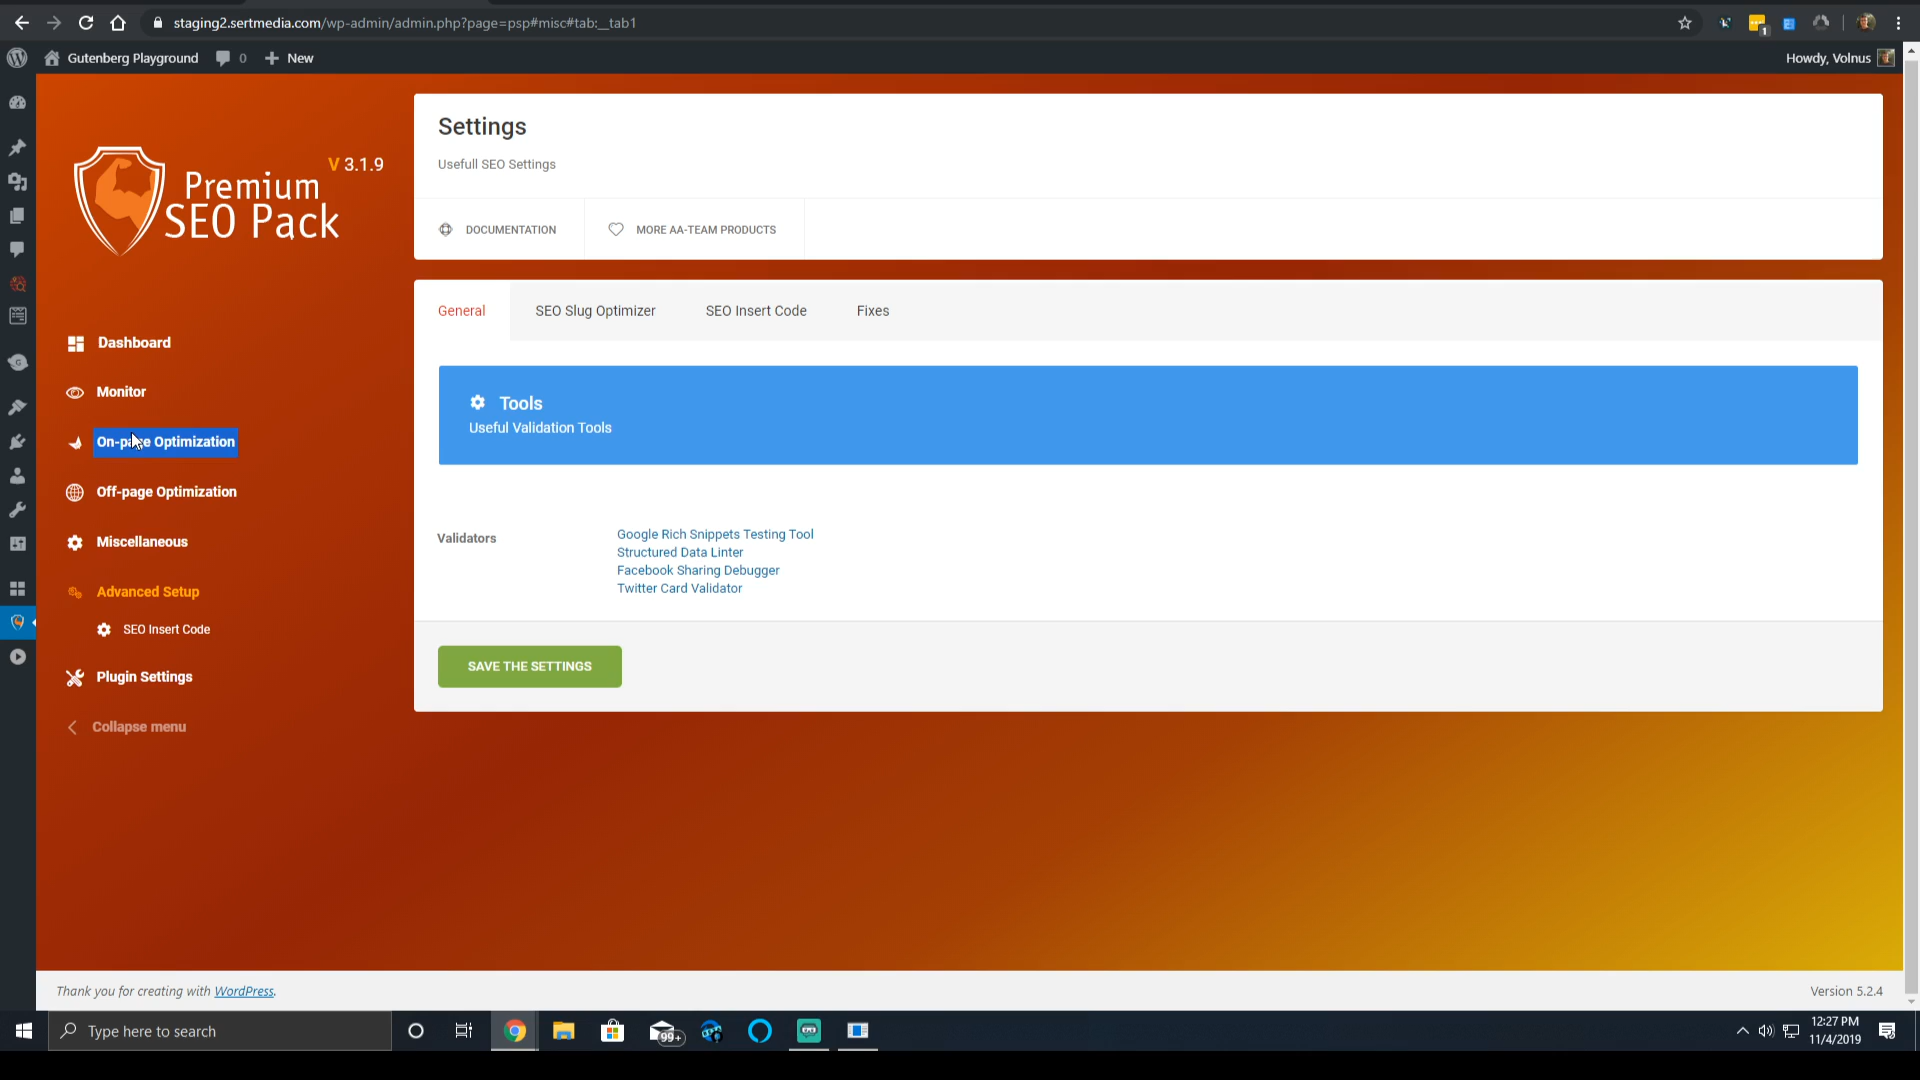 staging2.sertmedia.com/wp-admin/admin.php?page=psp#misc#tab:__tab1
1
Gutenberg Playground
0
New
Howdy, Volnus
V 3.1.9
Premium
SEO Pack
Dashboard
Monitor
On-page Optimization
Off-page Optimization
Miscellaneous
Advanced Setup
SEO Insert Code
Plugin Settings
Collapse menu
Settings
Usefull SEO Settings
DOCUMENTATION
MORE AA-TEAM PRODUCTS
General
SEO Slug Optimizer
SEO Insert Code
Fixes
Tools
Useful Validation Tools
Validators
Google Rich Snippets Testing Tool
Structured Data Linter
Facebook Sharing Debugger
Twitter Card Validator
SAVE THE SETTINGS
Thank you for creating with WordPress.
Version 5.2.4
Type here to search
99+
12:27 PM
11/4/2019